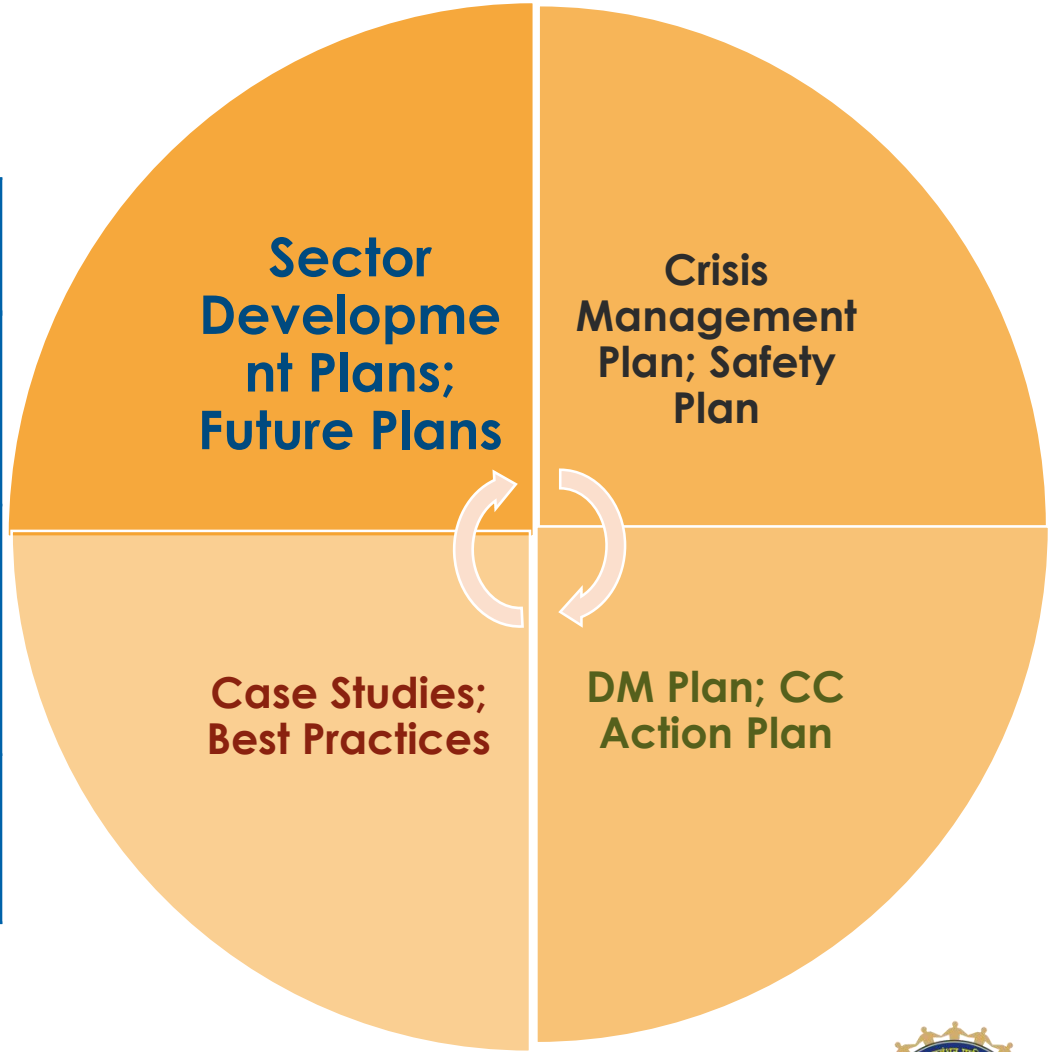 Sector
Developme
nt Plans;
Future Plans
Crisis
Management
Plan; Safety
Plan
Case Studies;
Best Practices
DM Plan; CC
Action Plan